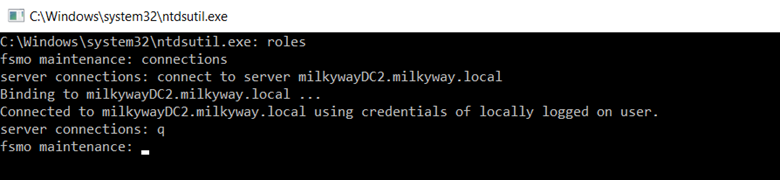 C:\Windows\system32\ntdsutil.exe
C:\Windows\system32\ntdsutil.exe: roles
fsmo maintenance: connections
server connections: connect to server milkywayDC2.milkyway.local
Binding to milkywayDC2.milkyway.local ...
Connected to milkywayDC2.milkyway.local using credentials of locally logged on user.
server connections: q
fsmo maintenance: